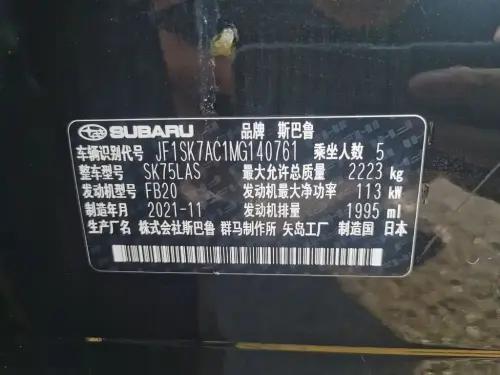 SUBARU 品牌 斯巴鲁
车辆识别代号 JF1SK7AC1MG140761 乘坐人数 5
整车型号 SK75LAS 最大允许总质量 2223 kg
发动机型号 FB20 发动机最大净功率 113 kW
制造年月 2021-11 发动机排量 1995 ml
生产厂名 株式会社斯巴鲁 群马制作所 矢岛工厂 制造国 日本